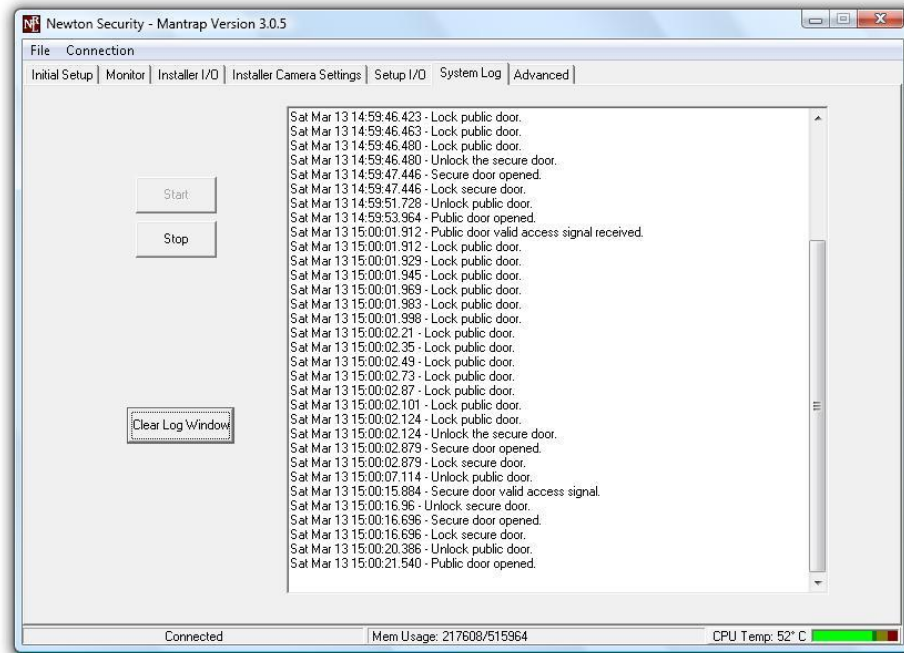 Newton Security - Mantrap Version 3.0.5
File Connection
Initial Setup Monitor Installer I/O Installer Camera Settings Setup I/O System Log Advanced
Sat Mar 13 14:59:46.423 - Lock public door.
Sat Mar 13 14:59:46.463 - Lock public door.
Sat Mar 13 14:59:46.480 - Lock public door.
Sat Mar 13 14:59:46.480 - Unlock the secure door.
Sat Mar 13 14:59:47.446 - Secure door opened.
Sat Mar 13 14:59:47.446 - Lock secure door.
Sat Mar 13 14:59:51.728 - Unlock public door.
Sat Mar 13 14:59:53.964 - Public door opened.
Sat Mar 13 15:00:01.912 - Public door valid access signal received.
Sat Mar 13 15:00:01.912 - Lock public door.
Sat Mar 13 15:00:01.929 - Lock public door.
Sat Mar 13 15:00:01.945 - Lock public door.
Sat Mar 13 15:00:01.969 - Lock public door.
Sat Mar 13 15:00:01.983 - Lock public door.
Sat Mar 13 15:00:01.998 - Lock public door.
Sat Mar 13 15:00:02.21 - Lock public door.
Sat Mar 13 15:00:02.35 - Lock public door.
Sat Mar 13 15:00:02.49 - Lock public door.
Sat Mar 13 15:00:02.73 - Lock public door.
Sat Mar 13 15:00:02.87 - Lock public door.
Sat Mar 13 15:00:02.101 - Lock public door.
Sat Mar 13 15:00:02.124 - Lock public door.
Sat Mar 13 15:00:02.124 - Unlock the secure door.
Sat Mar 13 15:00:02.879 - Secure door opened.
Sat Mar 13 15:00:02.879 - Lock secure door.
Sat Mar 13 15:00:07.114 - Unlock public door.
Sat Mar 13 15:00:15.884 - Secure door valid access signal.
Sat Mar 13 15:00:16.96 - Unlock secure door.
Sat Mar 13 15:00:16.696 - Secure door opened.
Sat Mar 13 15:00:16.696 - Lock secure door.
Sat Mar 13 15:00:20.386 - Unlock public door.
Sat Mar 13 15:00:21.540 - Public door opened.
Start
Stop
Clear Log Window
Connected Mem Usage: 217608/515964 CPU Temp: 52° C